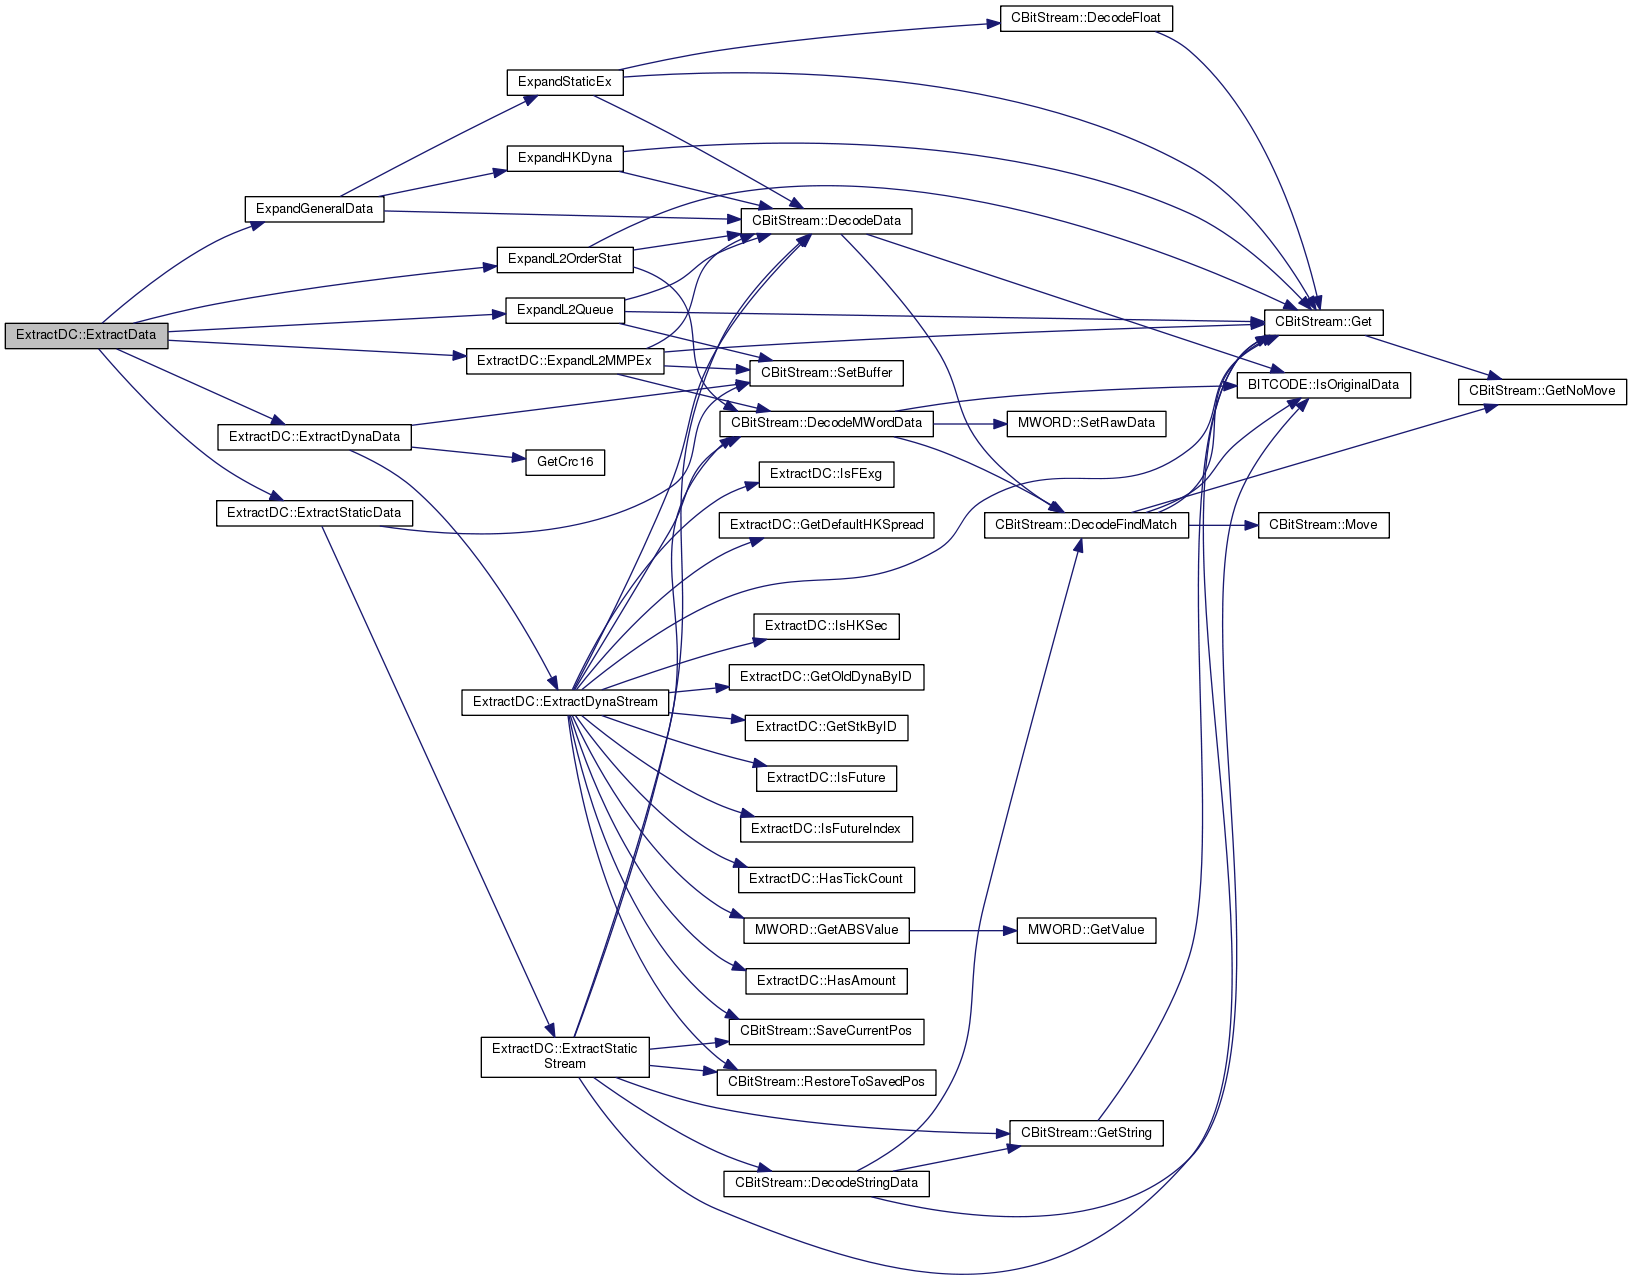 CBitStream::DecodeFloat
ExpandStaticEx
ExpandHKDyna
ExpandGeneralData
CBitStream::DecodeData
ExpandL2OrderStat
ExpandL2Queue
CBitStream::Get
ExtractDC::ExtractData
ExtractDC::ExpandL2MMPEx
CBitStream::SetBuffer
BITCODE::IsOriginalData
CBitStream::GetNoMove
CBitStream::DecodeMWordData
MWORD::SetRawData
ExtractDC::ExtractDynaData
GetCrc16
ExtractDC::IsFExg
ExtractDC::ExtractStaticData
ExtractDC::GetDefaultHKSpread
CBitStream::DecodeFindMatch
CBitStream::Move
ExtractDC::IsHKSec
ExtractDC::GetOldDynaByID
ExtractDC::ExtractDynaStream
ExtractDC::GetStkByID
ExtractDC::IsFuture
ExtractDC::IsFutureIndex
ExtractDC::HasTickCount
MWORD::GetABSValue
MWORD::GetValue
ExtractDC::HasAmount
CBitStream::SaveCurrentPos
ExtractDC::ExtractStatic
Stream
CBitStream::RestoreToSavedPos
CBitStream::GetString
CBitStream::DecodeStringData